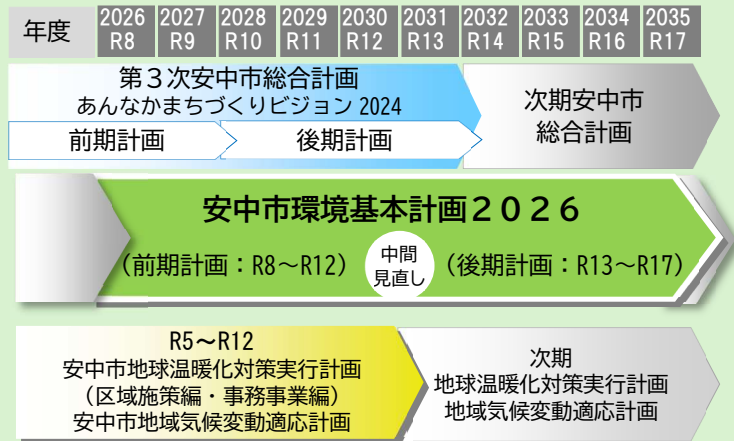 年度
2026 2027 2028 2029 2030 2031 2032 2033 2034 2035
R8 R9 R10 R11 R12 R13 R14 R15 R16 R17
第3次安中市総合計画
あんなかまちづくりビジョン 2024
前期計画
後期計画
次期安中市
総合計画
安中市環境基本計画2026
(前期計画:R8~R12)
中間
見直し
(後期計画:R13~R17)
R5~R12
安中市地球温暖化対策実行計画
(区域施策編・事務事業編)
安中市地域気候変動適応計画
次期
地球温暖化対策実行計画
地域気候変動適応計画